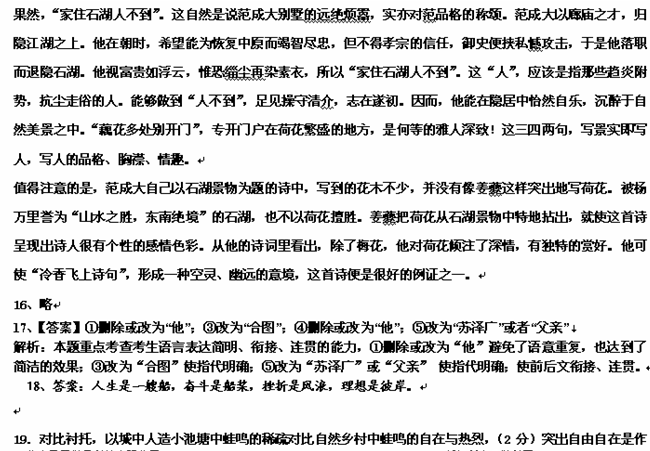 果然，“家住石湖人不到”。这自然是说范成大别墅的远绝烦嚣，实亦对范品格的称颂。范成大以廊庙之才，归
隐江湖之上。他在朝时，希望能为恢复中原而竭智尽忠，但不得孝宗的信任，御史便挟私憾攻击，于是他落职
而退隐石湖。他视富贵如浮云，惟恐缁尘再染素衣，所以“家住石湖人不到”。这“人”，应该是指那些趋炎附
势，抗尘走俗的人。能够做到“人不到”，足见操守清介，志在遂初。因而，他能在隐居中怡然自乐，沉醉于自
然美景之中。“藕花多处别开门”，专开门户在荷花繁盛的地方，是何等的雅人深致！这三四两句，写景实即写
人，写人的品格、胸襟、情趣。
值得注意的是，范成大自己以石湖景物为题的诗中，写到的花木不少，并没有像姜夔这样突出地写荷花。被杨
万里誉为“山水之胜，东南绝境”的石湖，也不以荷花擅胜。姜夔把荷花从石湖景物中特地拈出，就使这首诗
呈现出诗人很有个性的感情色彩。从他的诗词里看出，除了梅花，他对荷花倾注了深情，有独特的赏好。他可
使“冷香飞上诗句”，形成一种空灵、幽远的意境，这首诗便是很好的例证之一。
16、略
17、【答案】①删除或改为“他”；③改为“合图”；④删除或改为“他”；⑤改为“苏泽广”或者“父亲”
解析：本题重点考查考生语言表达简明、衔接、连贯的能力，①删除或改为“他”避免了语意重复，也达到了
简洁的效果；③改为“合图”使指代明确；⑤改为“苏泽广”或“父亲” 使指代明确；使前后文衔接、连贯。
18、答案：人生是一艘船，奋斗是船桨，挫折是风浪，理想是彼岸。
19．对比衬托，以城中人造小池塘中蛙鸣的稀疏对比自然乡村中蛙鸣的自在与热烈，（2 分）突出自由自在是作